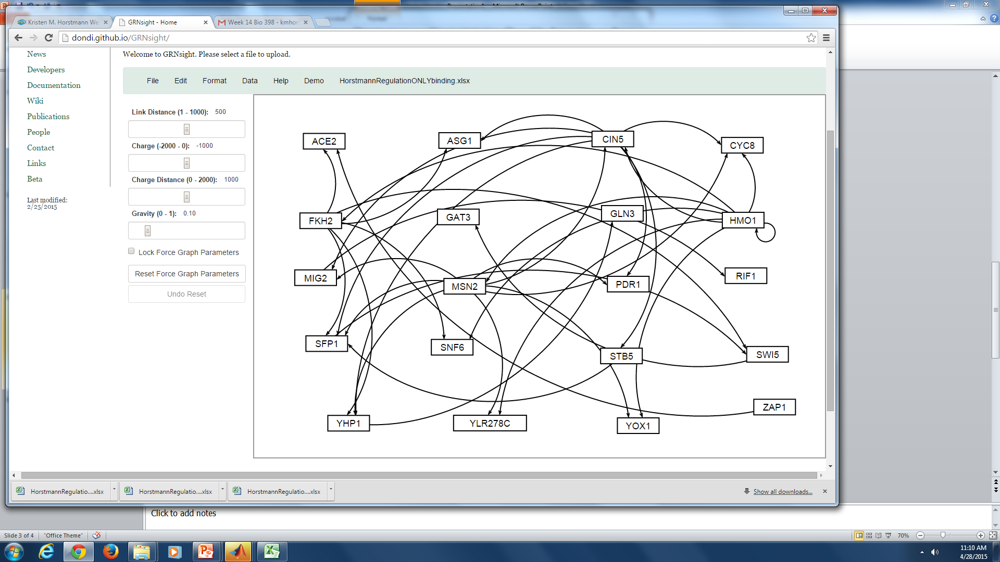 Kristen M. Horstmann We
GRNsight - Home
Week 14 Bio 398 - kmhor
dondi.github.io/GRNsight/
News
Developers
Documentation
Wiki
Publications
People
Contact
Links
Beta
Last modified:
2/25/2015
Welcome to GRNsight. Please select a file to upload.
File Edit Format Data Help Demo HorstmannRegulationONLYbinding.xlsx
Link Distance (1 - 1000): 500
Charge (-2000 - 0): -1000
Charge Distance (0 - 2000): 1000
Gravity (0 - 1): 0.10
Lock Force Graph Parameters
Reset Force Graph Parameters
Undo Reset
ACE2 ASG1 CIN5 CYC8
FKH2 GAT3 GLN3 HMO1
MIG2 MSN2 PDR1 RIF1
SFP1 SNF6 STB5 SWI5
ZAP1
YHP1 YLR278C YOX1
HorstmannRegulatio....xlsx HorstmannRegulatio....xlsx HorstmannRegulatio....xlsx Show all downloads...
Click to add notes
Slide 3 of 4 "Office Theme" 70%
11:10 AM
4/28/2015